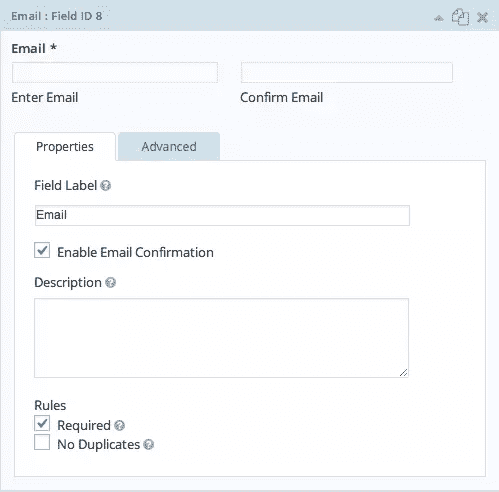 Email : Field ID 8
Email *
Enter Email Confirm Email
Properties Advanced
Field Label ?
Email
Enable Email Confirmation
Description ?
Rules
Required ?
No Duplicates ?